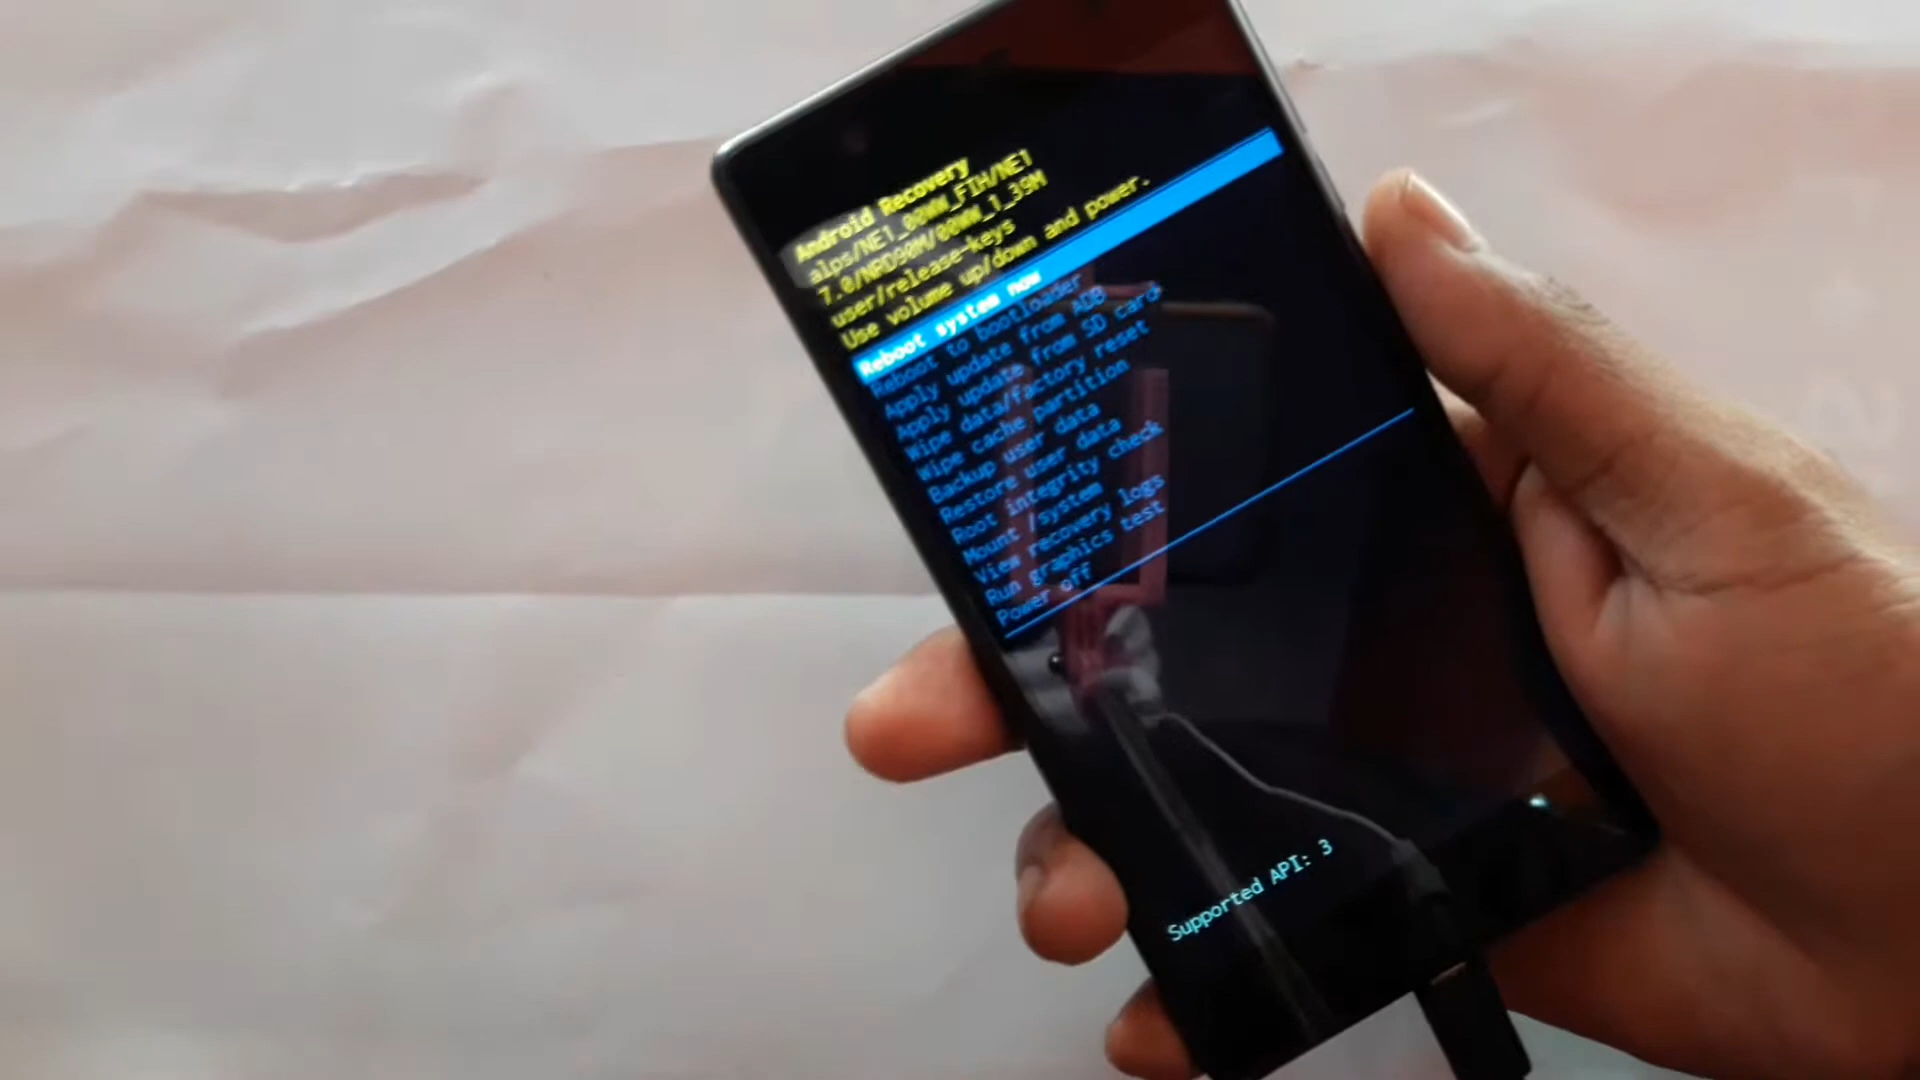 Android Recovery
alps/NE1_00WW_FIH/NE1
7.0/NRD90M/00WW_1_39M
user/release-keys
Use volume up/down and power.
Reboot system now
Reboot to bootloader
Apply update from ADB
Apply update from SD card
Wipe data/factory reset
Wipe cache partition
Backup user data
Restore user data
Root integrity check
Mount /system
View recovery logs
Run graphics test
Power off
Supported API: 3